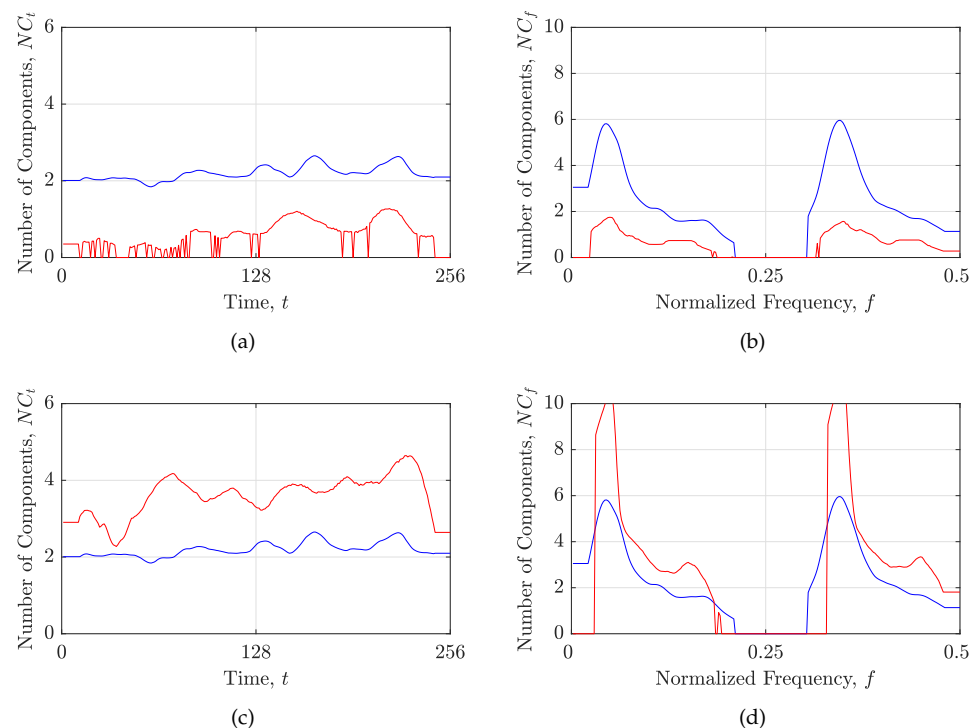 6
4
2
0
0
128
256
Number of Components, NC_t
Time, t
(a)
10
8
6
4
2
0
0
0.25
0.5
Number of Components, NC_f
Normalized Frequency, f
(b)
6
4
2
0
0
128
256
Number of Components, NC_t
Time, t
(c)
10
8
6
4
2
0
0
0.25
0.5
Number of Components, NC_f
Normalized Frequency, f
(d)